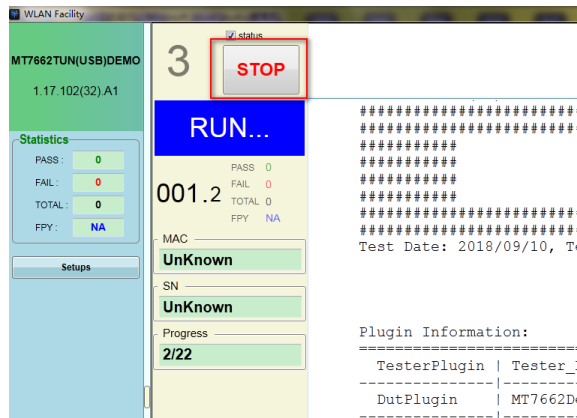 WLAN Facility
MT7662TUN(USB)DEMO
1.17.102(32).A1
Statistics
PASS : 0
FAIL : 0
TOTAL : 0
FPY : NA
Setups
3
status
STOP
RUN...
001.2
PASS 0
FAIL 0
TOTAL 0
FPY NA
MAC
UnKnown
SN
UnKnown
Progress
2/22
##########################
##########################
###########
###########
###########
###########
##########################
##########################
Test Date: 2018/09/10, Te
Plugin Information:
==========================
TesterPlugin | Tester_
---------------|----------
DutPlugin | MT7662De
---------------|----------